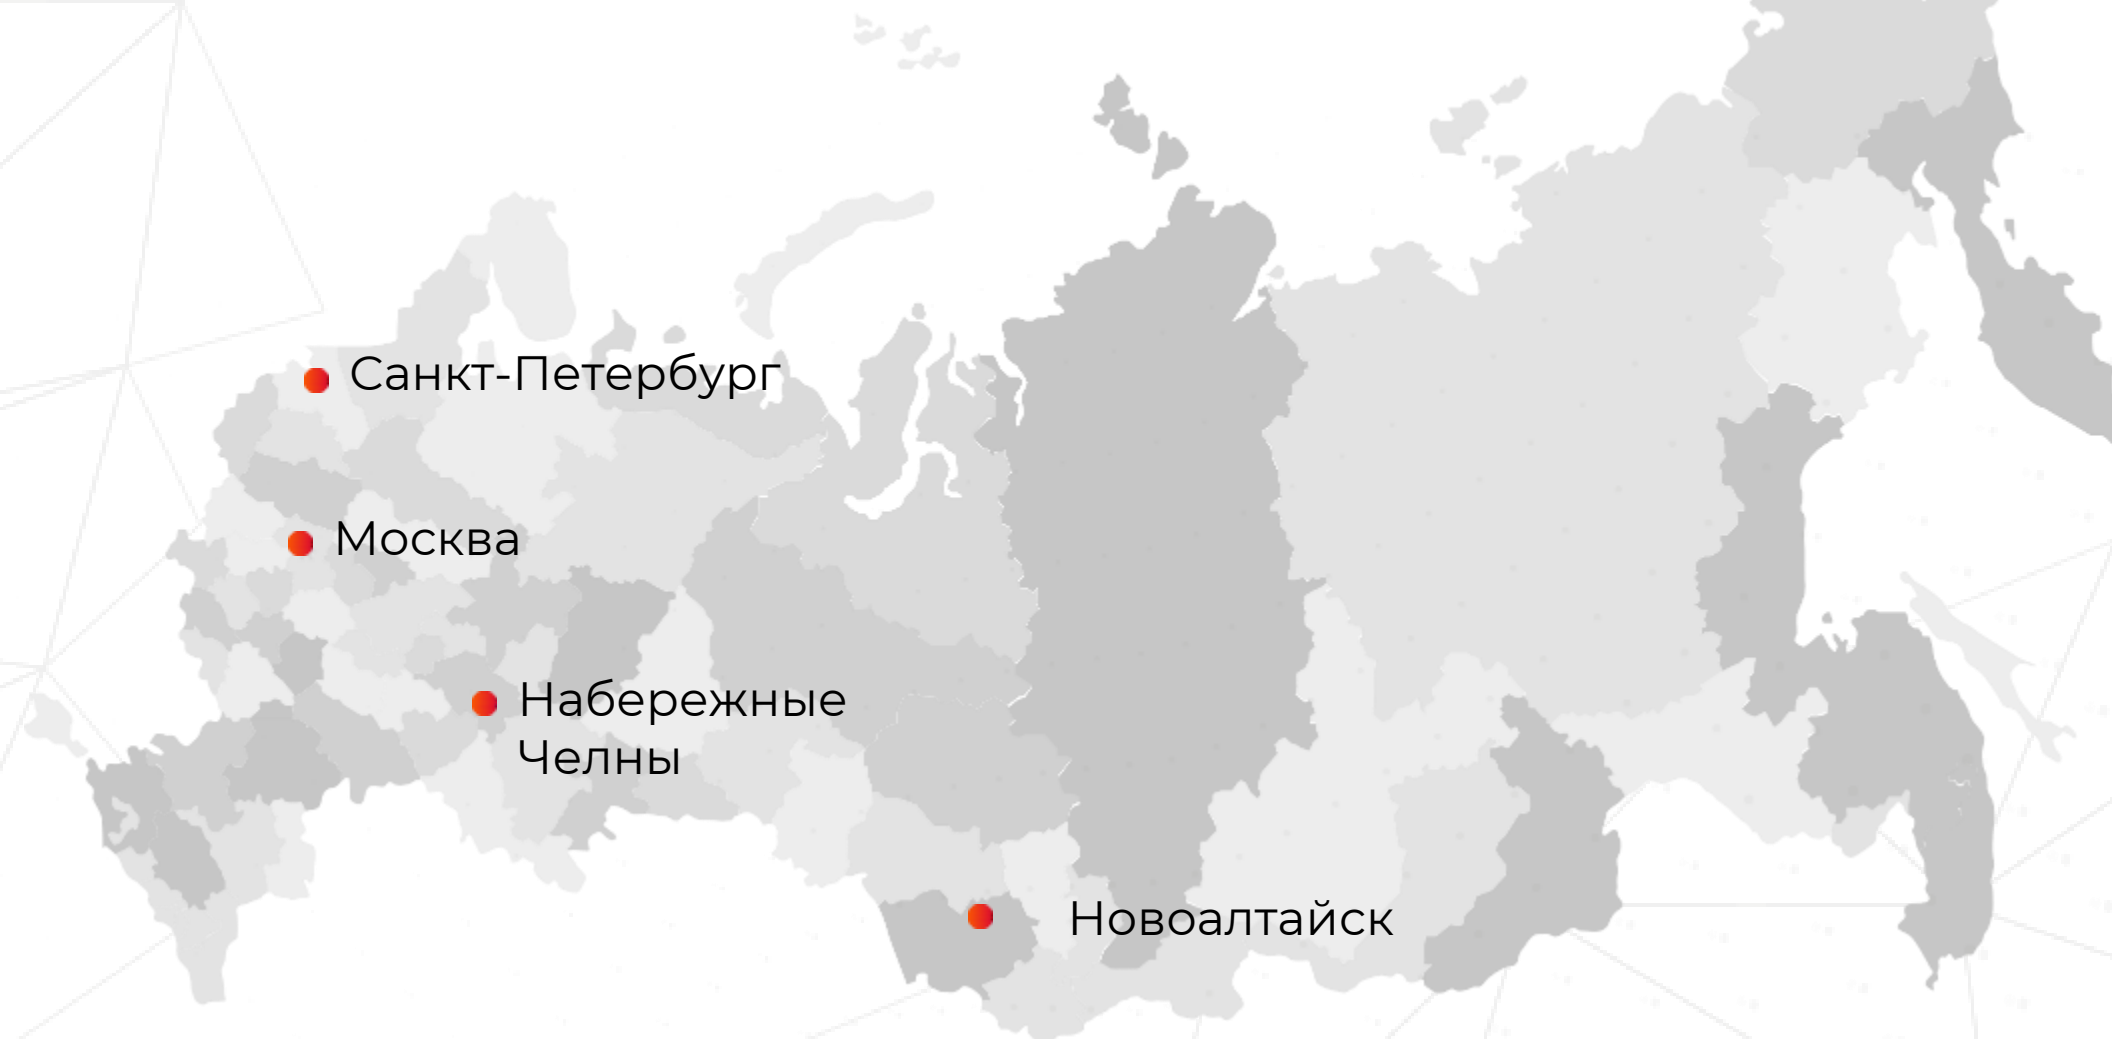 Санкт-Петербург
Москва
Набережные
Челны
Новоалтайск